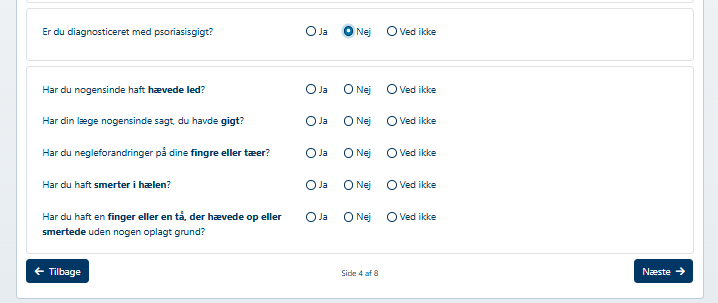 Er du diagnosticeret med psoriasisgigt? Ja Nej Ved ikke
Har du nogensinde haft hævede led? Ja Nej Ved ikke
Har din læge nogensinde sagt, du havde gigt? Ja Nej Ved ikke
Har du negleforandringer på dine fingre eller tæer? Ja Nej Ved ikke
Har du haft smerter i hælen? Ja Nej Ved ikke
Har du haft en finger eller en tå, der hævede op eller Ja Nej Ved ikke
smertede uden nogen oplagt grund?
← Tilbage Side 4 af 8 Næste →